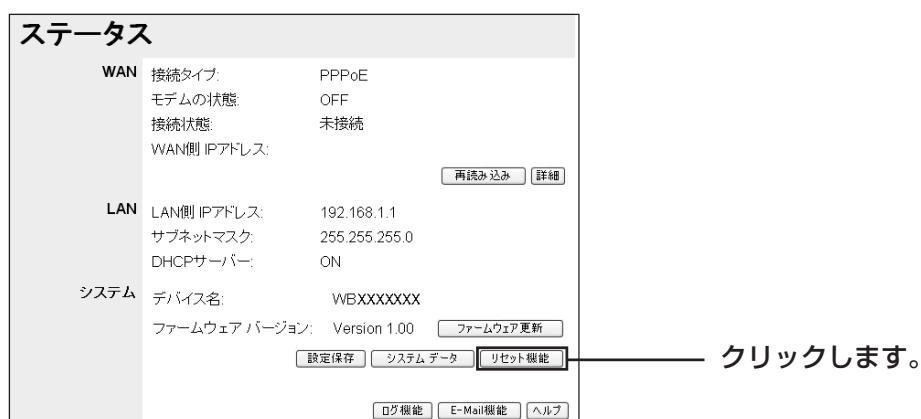 ステータス
WAN 接続タイプ: PPPoE
モデムの状態: OFF
接続状態: 未接続
WAN側 IPアドレス:
再読み込み 詳細
LAN LAN側 IPアドレス: 192.168.1.1
サブネットマスク: 255.255.255.0
DHCPサーバー: ON
システム デバイス名: WBXXXXXXX
ファームウェア バージョン: Version 1.00 ファームウェア更新
設定保存 システム データ リセット機能
クリックします。
ログ機能 E-Mail機能 ヘルプ